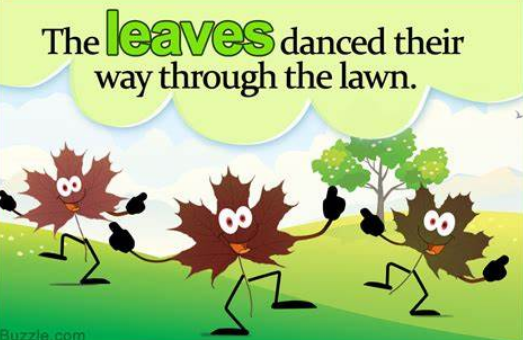 The leaves danced their
way through the lawn.
Buzzle.com